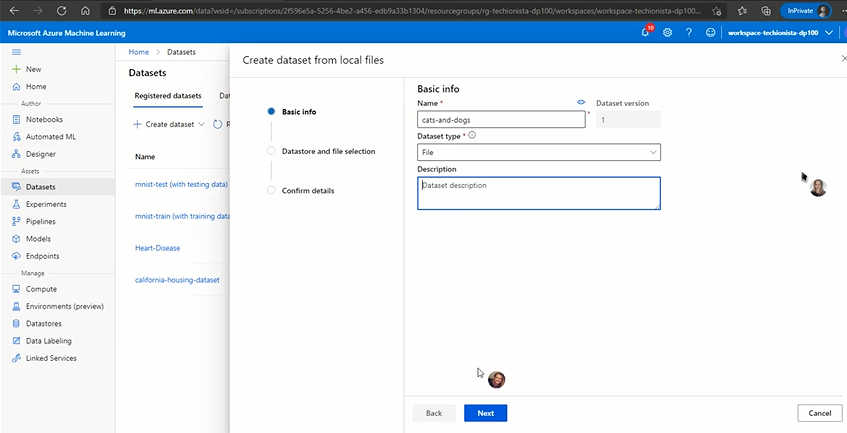 https://ml.azure.com/data?wsid=/subscriptions/2f596e5a-5256-4be2-a456-edb9a33b1304/resourcegroups/rg-techionista-dp100/workspaces/workspace-techionista-dp100...
InPrivate
Microsoft Azure Machine Learning
10
workspace-techionista-dp100
New
Home
Author
Notebooks
Automated ML
Designer
Assets
Datasets
Experiments
Pipelines
Models
Endpoints
Manage
Compute
Environments (preview)
Datastores
Data Labeling
Linked Services
Home > Datasets
Datasets
Registered datasets Dat
+ Create dataset R
Name
mnist-test (with testing data)
mnist-train (with training data
Heart-Disease
california-housing-dataset
Create dataset from local files
Basic info
Datastore and file selection
Confirm details
Basic info
Name * Dataset version
cats-and-dogs * 1
Dataset type *
File
Description
Dataset description
Back Next Cancel